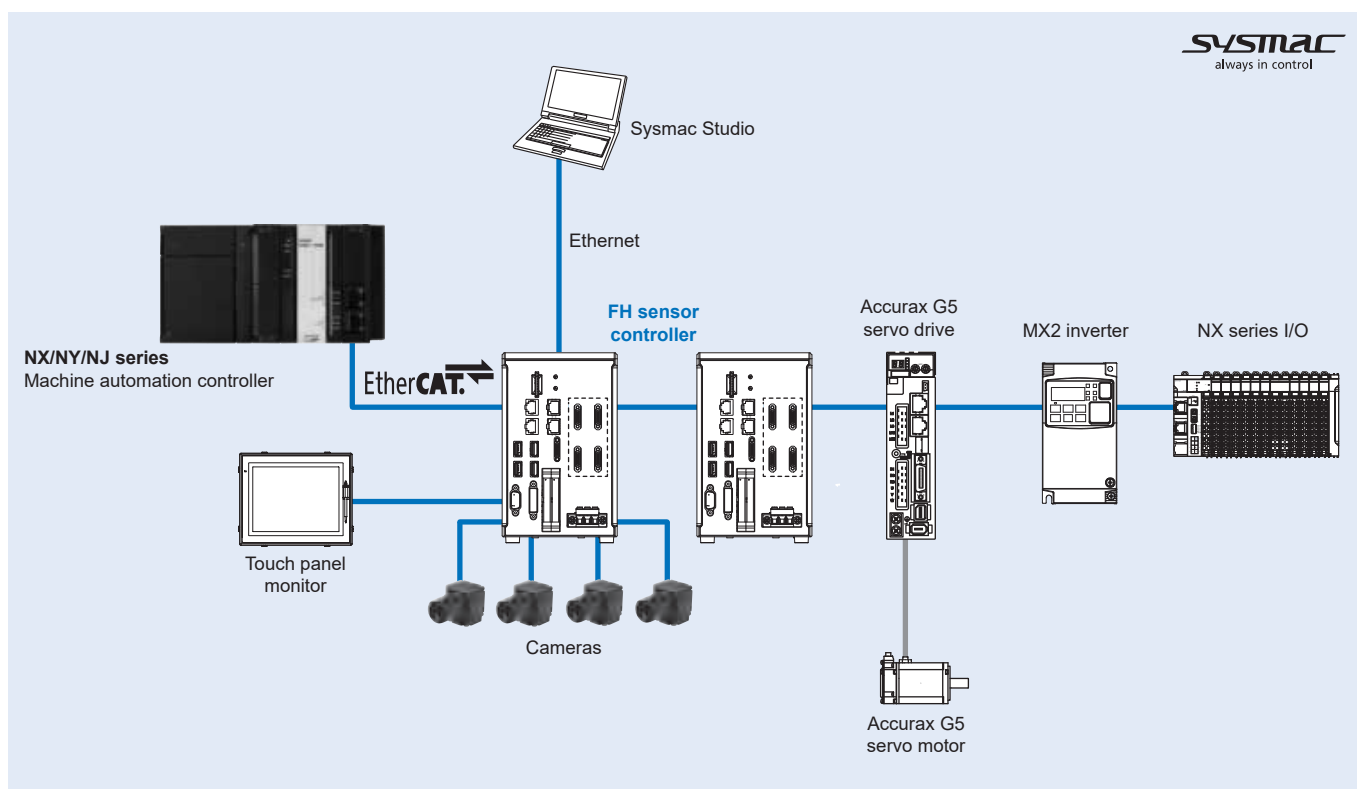 sysmac
always in control
Sysmac Studio
Ethernet
FH sensor
controller
Accurax G5
servo drive
MX2 inverter
NX series I/O
NX/NY/NJ series
Machine automation controller
EtherCAT.
Touch panel
monitor
Cameras
Accurax G5
servo motor